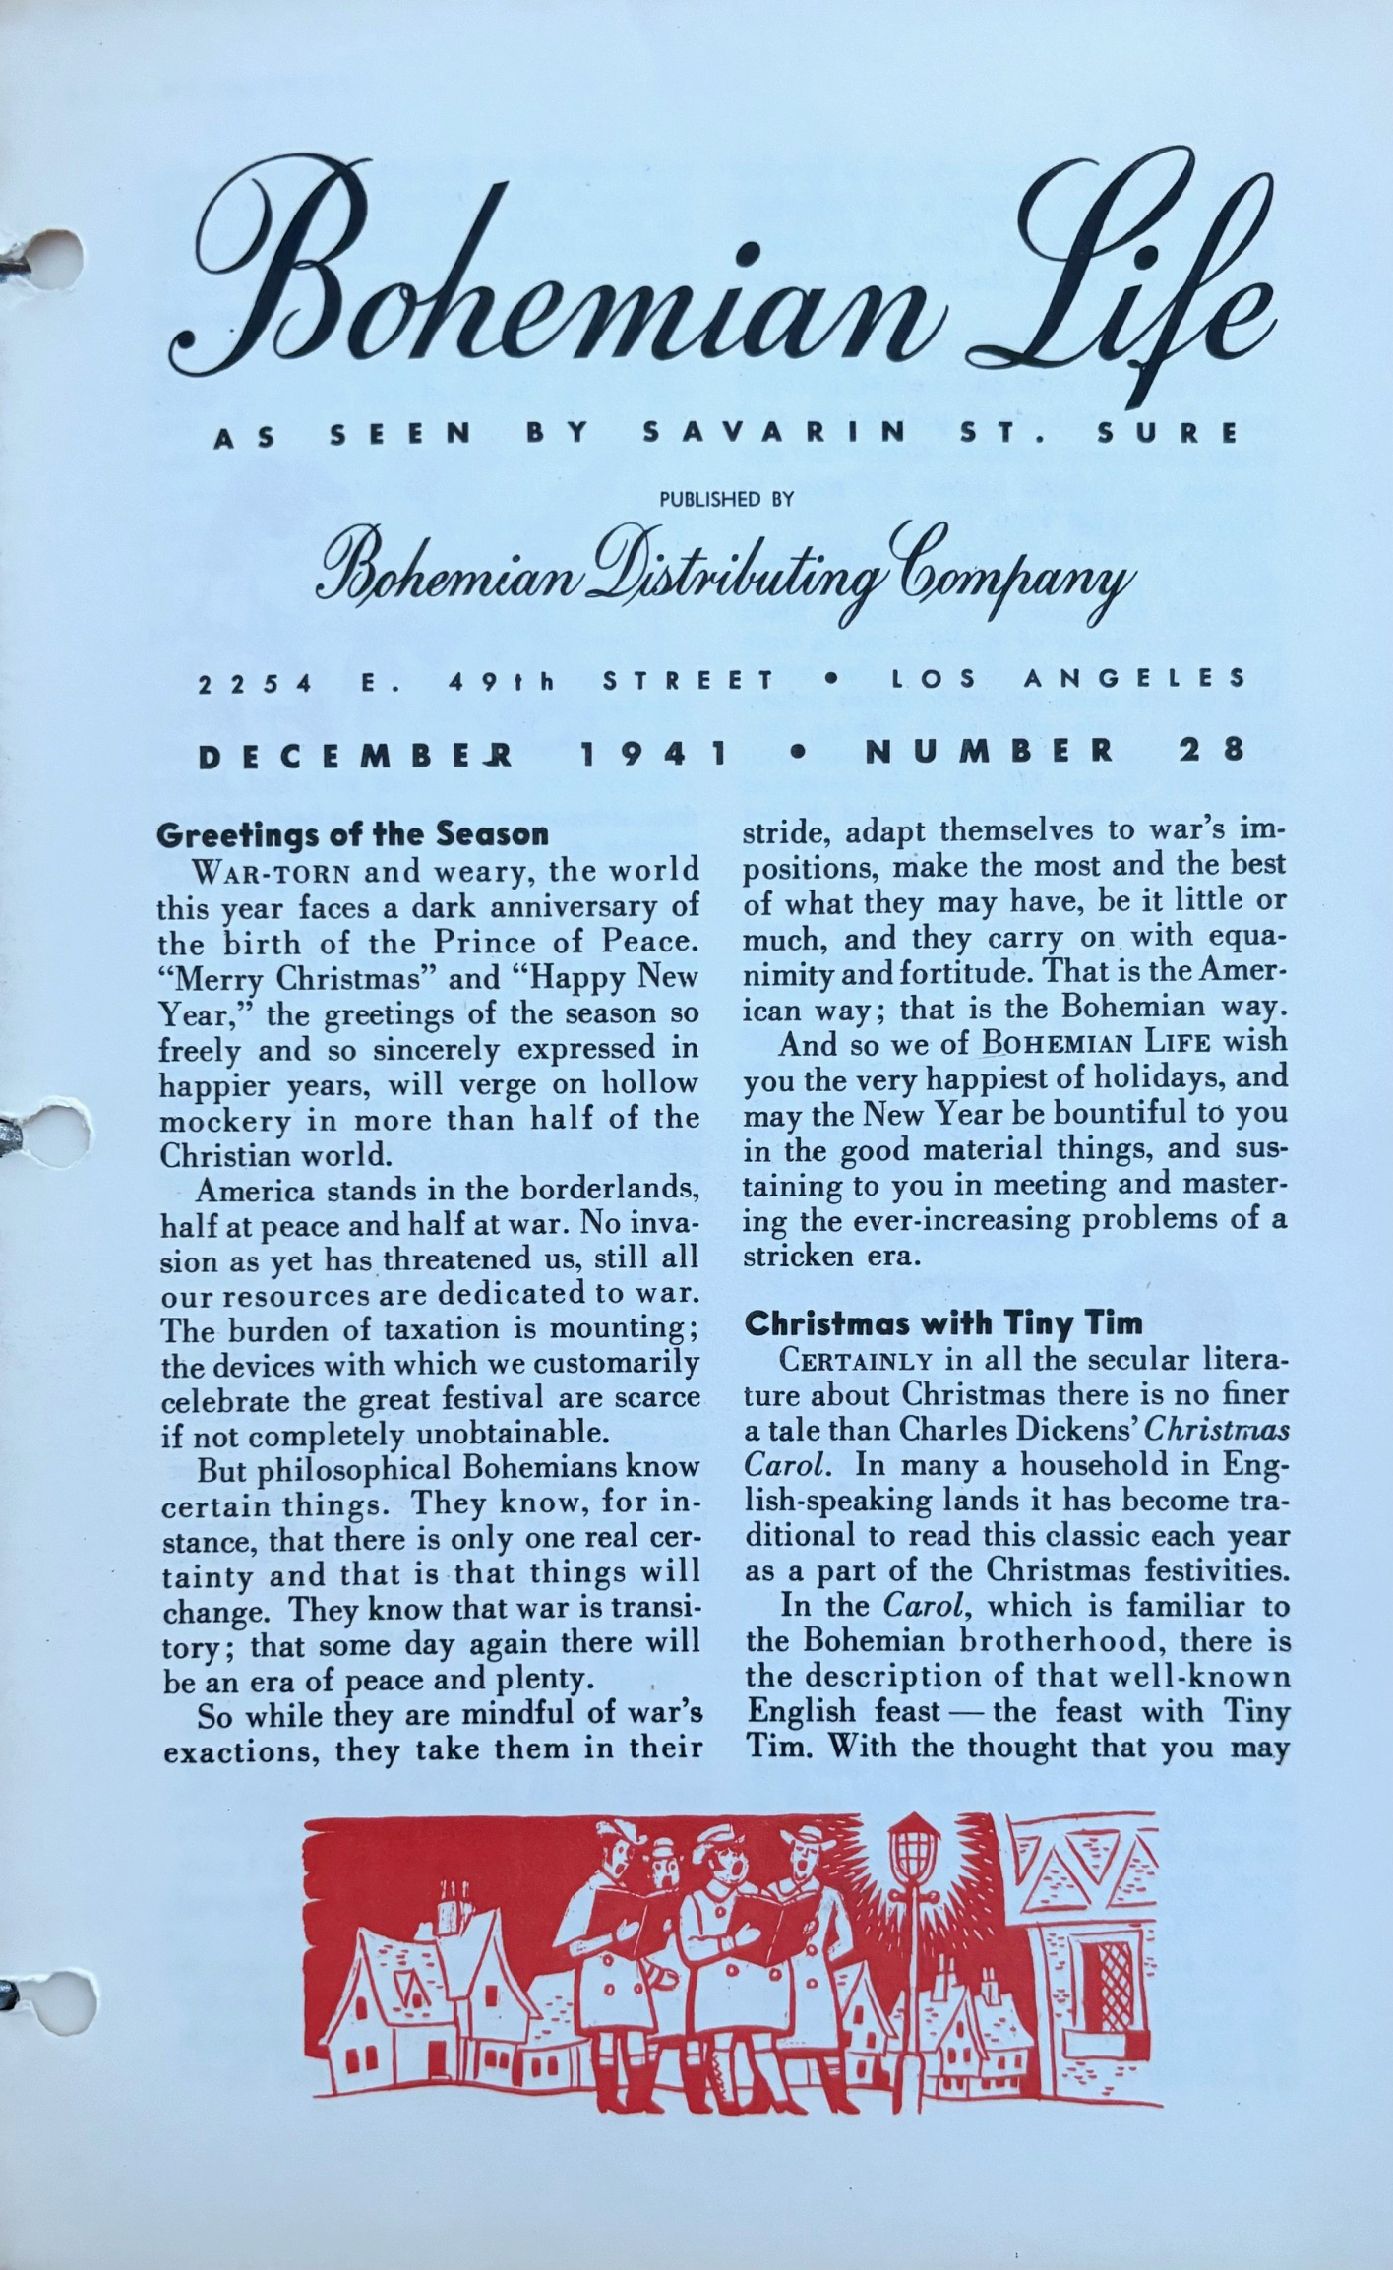 Bohemian Life
AS SEEN BY SAVARIN ST. SURE
PUBLISHED BY
Bohemian Distributing Company
2254 E. 49th STREET • LOS ANGELES
DECEMBER 1941 • NUMBER 28
Greetings of the Season
WAR-TORN and weary, the world
this year faces a dark anniversary of
the birth of the Prince of Peace.
“Merry Christmas” and “Happy New
Year,” the greetings of the season so
freely and so sincerely expressed in
happier years, will verge on hollow
mockery in more than half of the
Christian world.
America stands in the borderlands,
half at peace and half at war. No inva-
sion as yet has threatened us, still all
our resources are dedicated to war.
The burden of taxation is mounting;
the devices with which we customarily
celebrate the great festival are scarce
if not completely unobtainable.
But philosophical Bohemians know
certain things. They know, for in-
stance, that there is only one real cer-
tainty and that is that things will
change. They know that war is transi-
tory; that some day again there will
be an era of peace and plenty.
So while they are mindful of war’s
exactions, they take them in their
stride, adapt themselves to war’s im-
positions, make the most and the best
of what they may have, be it little or
much, and they carry on with equa-
nimity and fortitude. That is the Amer-
ican way; that is the Bohemian way.
And so we of BOHEMIAN LIFE wish
you the very happiest of holidays, and
may the New Year be bountiful to you
in the good material things, and sus-
taining to you in meeting and master-
ing the ever-increasing problems of a
stricken era.
Christmas with Tiny Tim
CERTAINLY in all the secular litera-
ture about Christmas there is no finer
a tale than Charles Dickens’ Christmas
Carol. In many a household in Eng-
lish-speaking lands it has become tra-
ditional to read this classic each year
as a part of the Christmas festivities.
In the Carol, which is familiar to
the Bohemian brotherhood, there is
the description of that well-known
English feast — the feast with Tiny
Tim. With the thought that you may